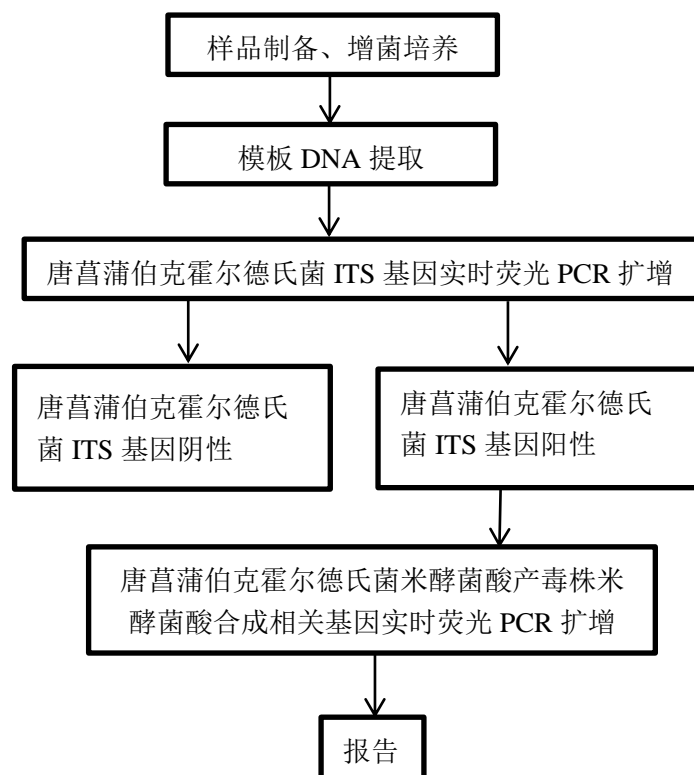 样品制备、增菌培养
模板 DNA 提取
唐菖蒲伯克霍尔德氏菌 ITS 基因实时荧光 PCR 扩增
唐菖蒲伯克霍尔德氏
菌 ITS 基因阴性
唐菖蒲伯克霍尔德氏
菌 ITS 基因阳性
唐菖蒲伯克霍尔德氏菌米酵菌酸产毒株米
酵菌酸合成相关基因实时荧光 PCR 扩增
报告